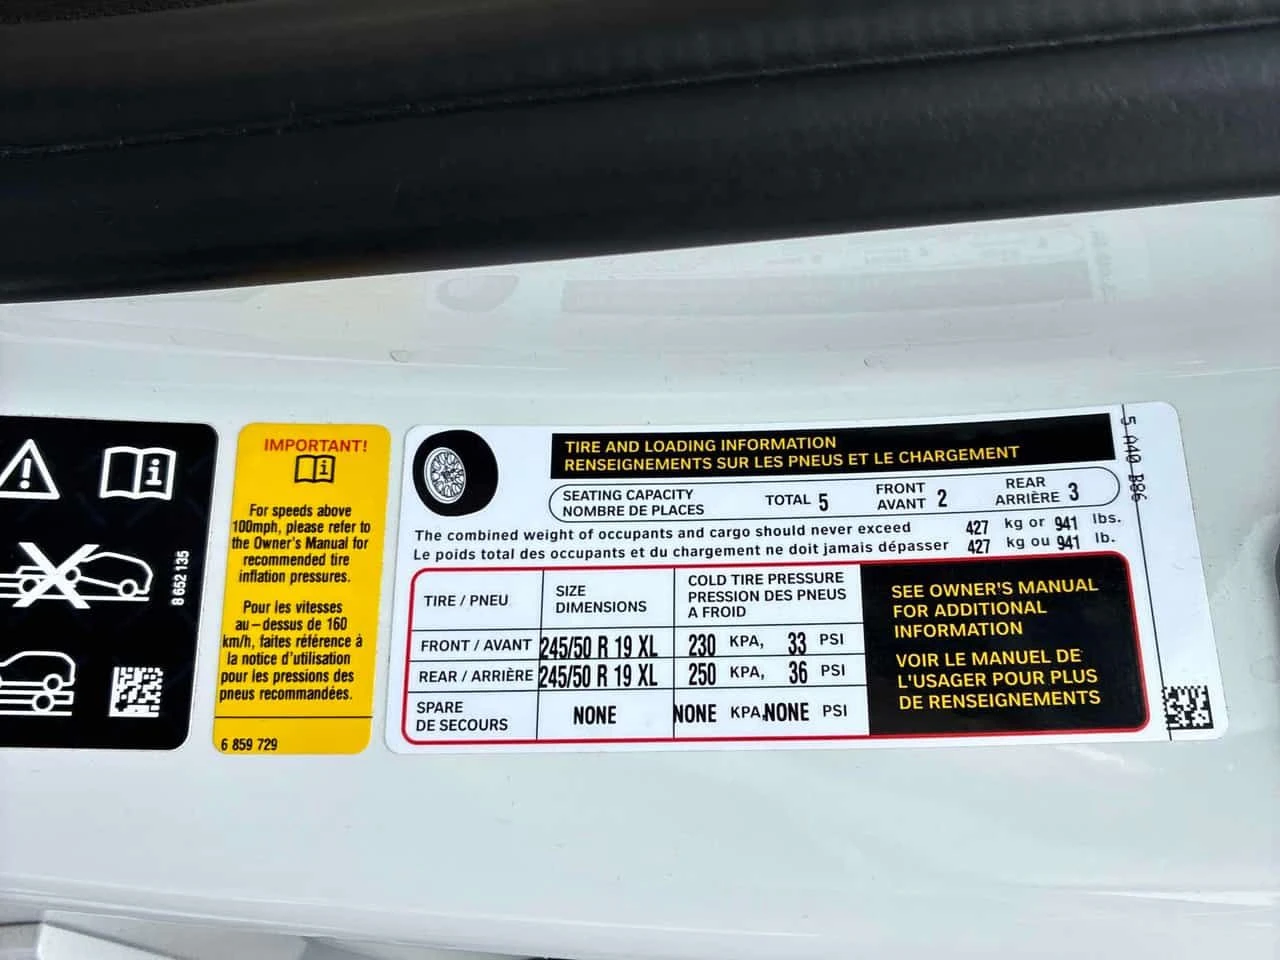 8 652 135
IMPORTANT!
For speeds above
100mph, please refer to
the Owner's Manual for
recommended tire
inflation pressures.
Pour les vitesses
au-dessus de 160
km/h, faites référence à
la notice d'utilisation
pour les pressions des
pneus recommandées.
6 859 729
TIRE AND LOADING INFORMATION
RENSEIGNEMENTS SUR LES PNEUS ET LE CHARGEMENT
SEATING CAPACITY
NOMBRE DE PLACES
TOTAL 5
FRONT
AVANT 2
REAR
ARRIÈRE 3
The combined weight of occupants and cargo should never exceed 427 kg or 941 lbs.
Le poids total des occupants et du chargement ne doit jamais dépasser 427 kg ou 941 lb.
TIRE / PNEU
SIZE
DIMENSIONS
COLD TIRE PRESSURE
PRESSION DES PNEUS
A FROID
FRONT / AVANT 245/50 R 19 XL 230 KPA, 33 PSI
REAR / ARRIÈRE 245/50 R 19 XL 250 KPA, 36 PSI
SPARE
DE SECOURS
NONE NONE KPA, NONE PSI
SEE OWNER'S MANUAL
FOR ADDITIONAL
INFORMATION
VOIR LE MANUEL DE
L'USAGER POUR PLUS
DE RENSEIGNEMENTS